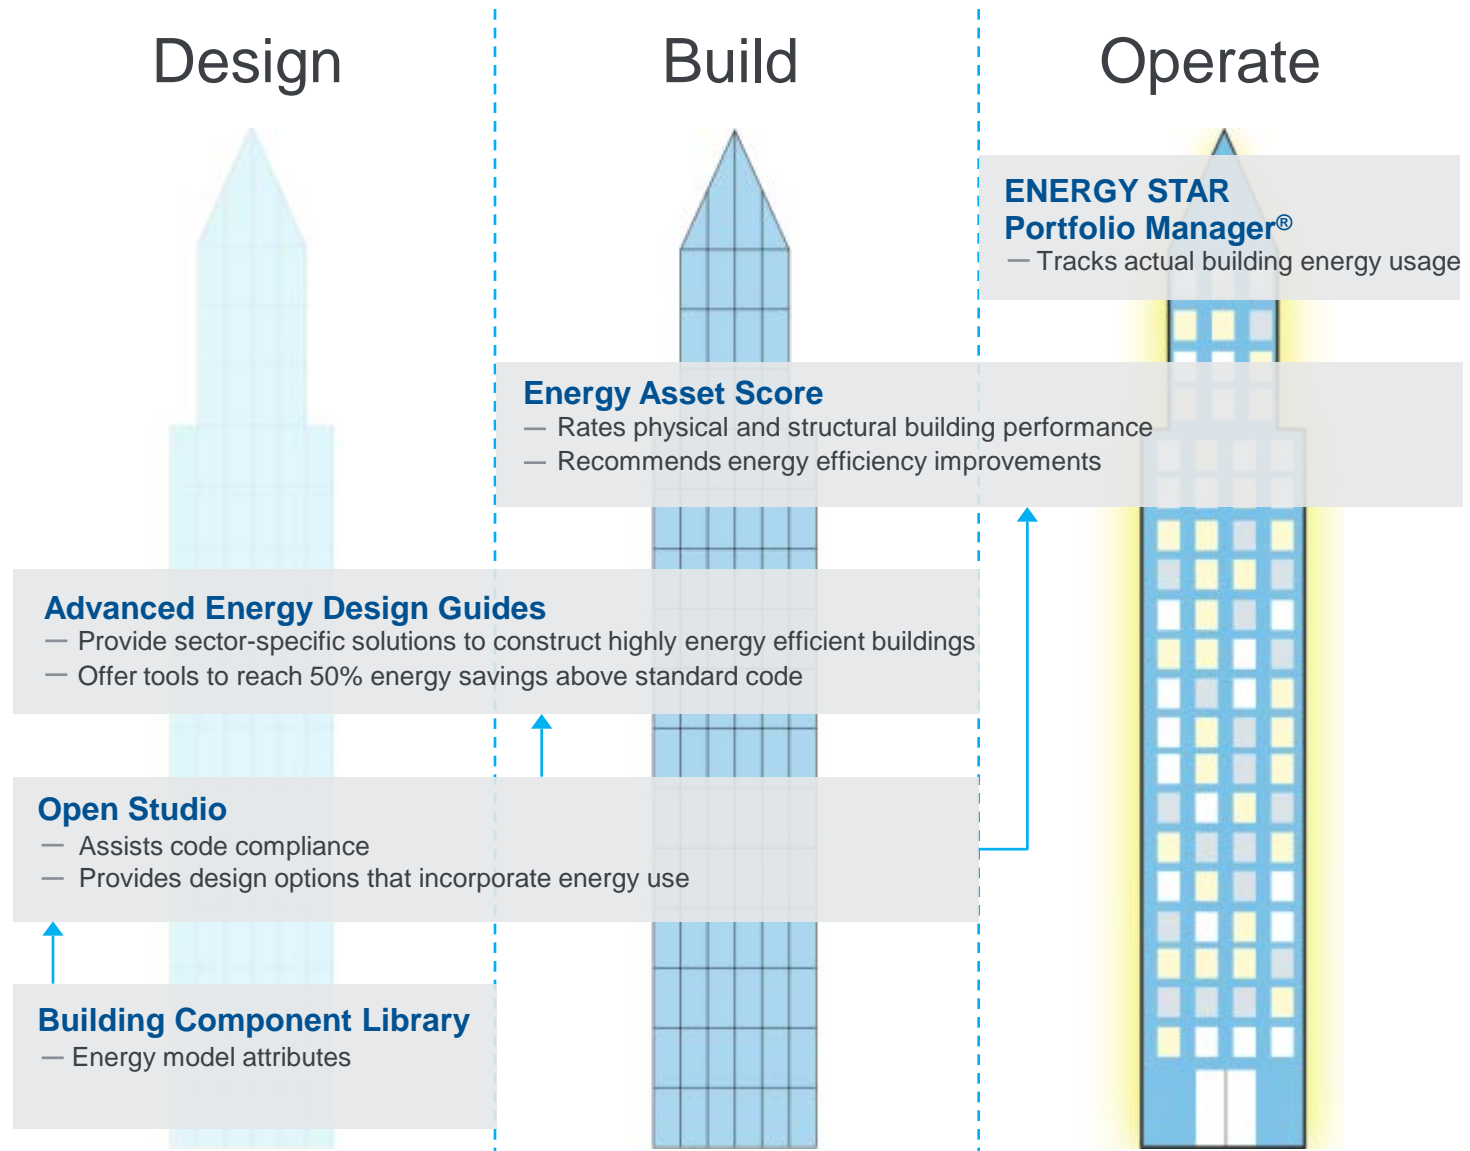 Design
Build
Operate
ENERGY STAR
Portfolio Manager®
— Tracks actual building energy usage
Energy Asset Score
— Rates physical and structural building performance
— Recommends energy efficiency improvements
Advanced Energy Design Guides
— Provide sector-specific solutions to construct highly energy efficient buildings
— Offer tools to reach 50% energy savings above standard code
Open Studio
— Assists code compliance
— Provides design options that incorporate energy use
Building Component Library
— Energy model attributes